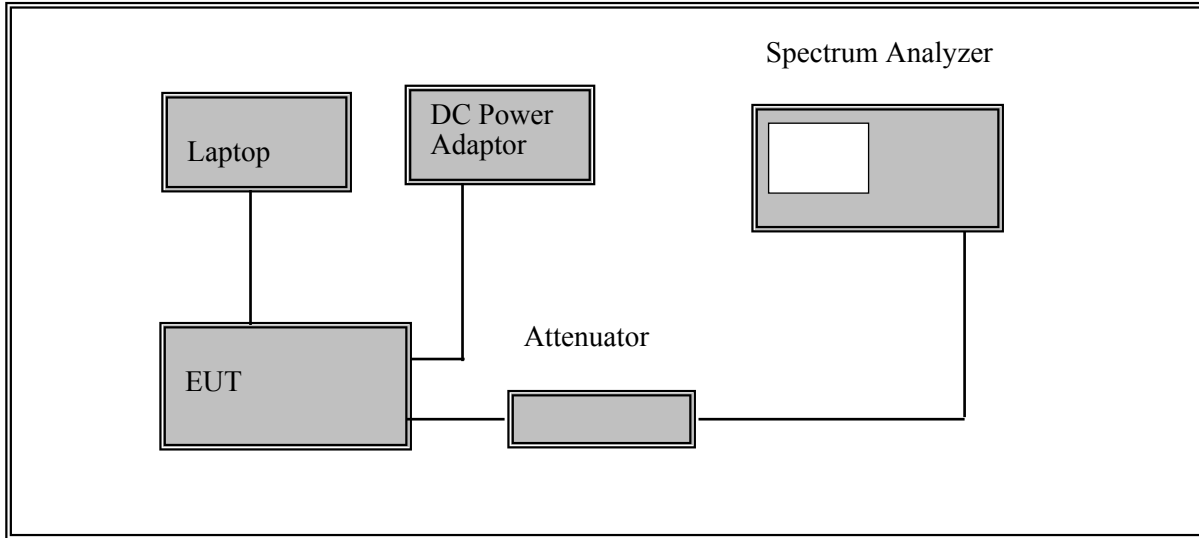 Spectrum Analyzer
DC Power
Adaptor
Laptop
Attenuator
EUT